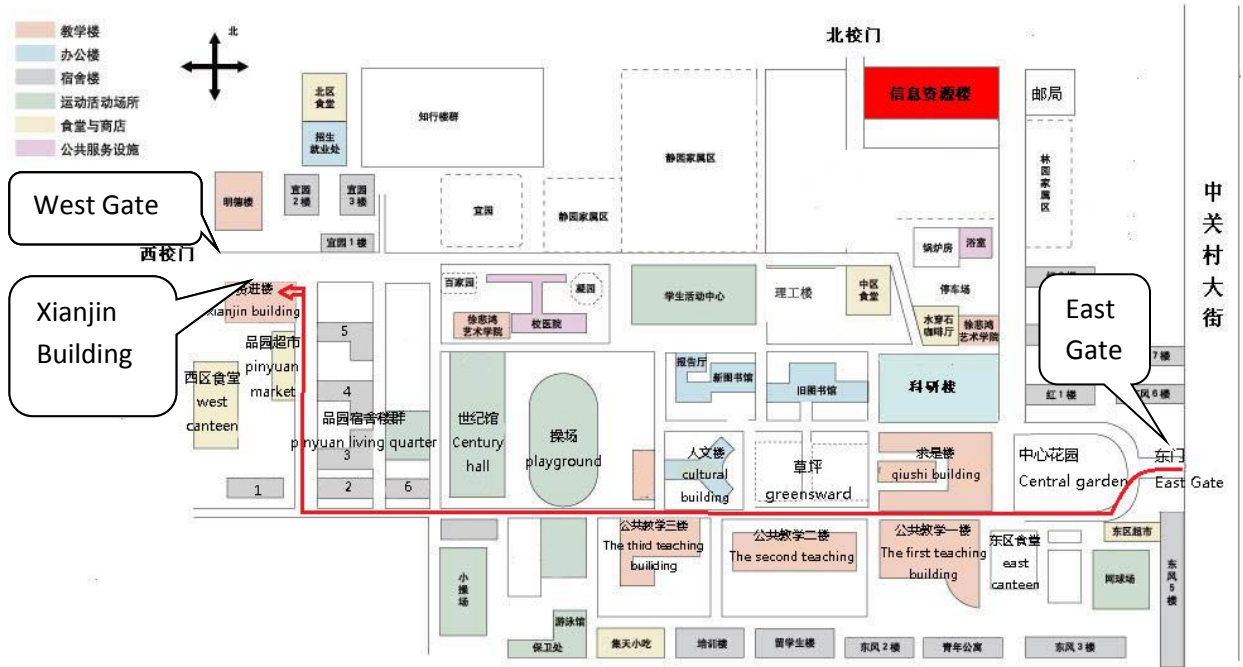 教学楼
办公楼
宿舍楼
运动活动场所
食堂与商店
公共服务设施
北
北校门
北区
食堂
招生
就业处
知行楼群
静园家属区
信息资源楼
邮局
林园家属区
中关村大街
West Gate
明德楼
宜园
2楼
宜园
3楼
宜园1楼
宜园
静园家属区
西校门
锅炉房
浴室
停车场
Xianjin
Building
贤进楼
xianjin building
百家园
凝园
徐悲鸿
艺术学院
校医院
学生活动中心
理工楼
中区
食堂
水穿石
咖啡厅
徐悲鸿
艺术学院
East
Gate
品园超市
pinyuan
market
西区食堂
west
canteen
5
4
品园宿舍楼群
pinyuan living quarter
3
1
2
6
世纪馆
Century
hall
操场
playground
报告厅
新图书馆
旧图书馆
科研楼
红1楼
7楼
东风6楼
人文楼
cultural
building
草坪
greensward
求是楼
qiushi building
中心花园
Central garden
东门
East Gate
公共教学三楼
The third teaching
builiding
公共教学二楼
The second teaching
公共教学一楼
The first teaching
building
东区食堂
east
canteen
东区超市
网球场
东风5楼
小操场
游泳馆
保卫处
集天小吃
培训楼
留学生楼
东风2楼
青年公寓
东风3楼